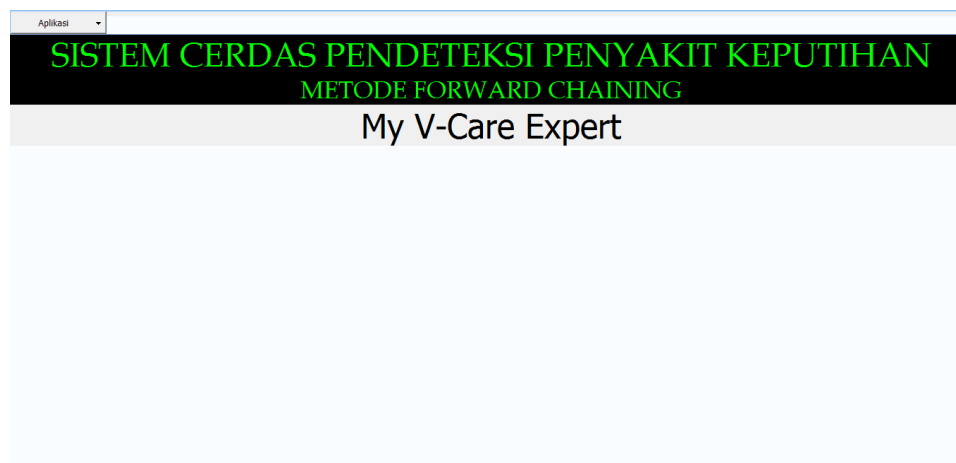 Aplikasi
SISTEM CERDAS PENDETEKSI PENYAKIT KEPUTIHAN
METODE FORWARD CHAINING
My V-Care Expert